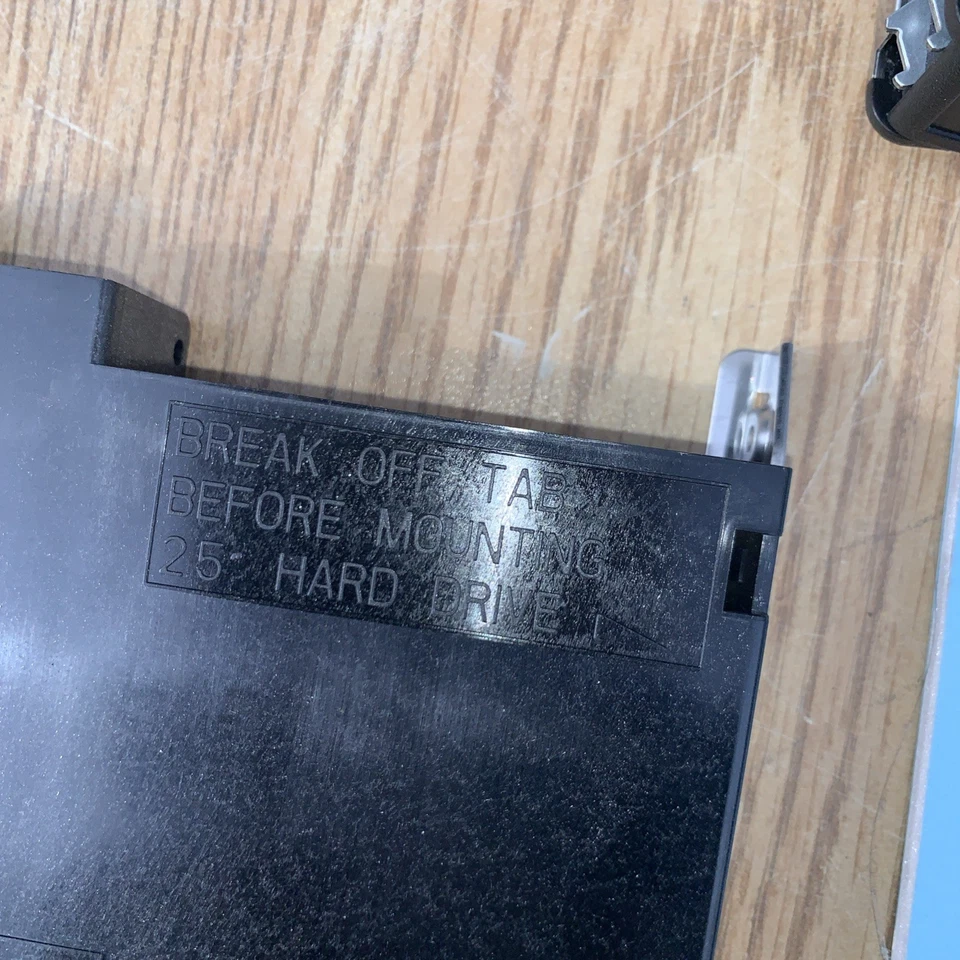 BREAK OFF TAB
BEFORE MOUNTING
2.5" HARD DRIVE